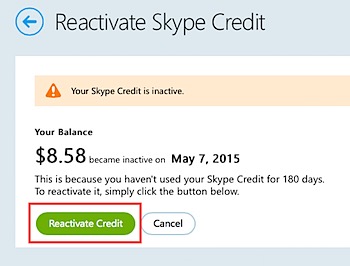 Reactivate Skype Credit
Your Skype Credit is inactive.
Your Balance
$8.58 became inactive on May 7, 2015
This is because you haven't used your Skype Credit for 180 days.
To reactivate it, simply click the button below.
Reactivate Credit Cancel